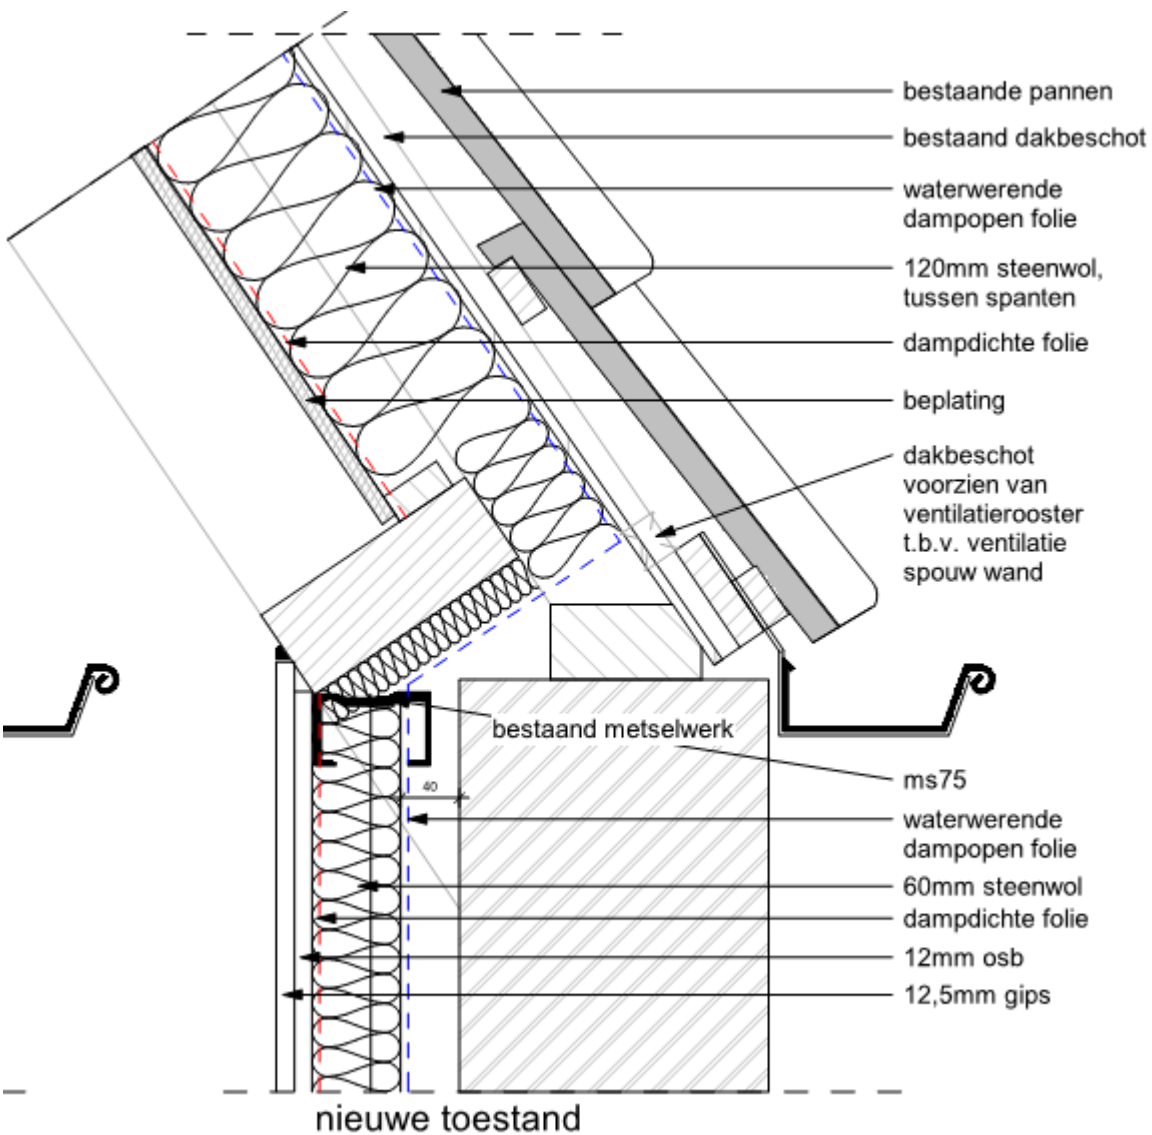 bestaande pannen
bestaand dakbeschot
waterwerende
dampopen folie
120mm steenwol,
tussen spanten
dampdichte folie
beplating
dakbeschot
voorzien van
ventilatierooster
t.b.v. ventilatie
spouw wand
bestaand metselwerk
ms75
40
waterwerende
dampopen folie
60mm steenwol
dampdichte folie
12mm osb
12,5mm gips
nieuwe toestand